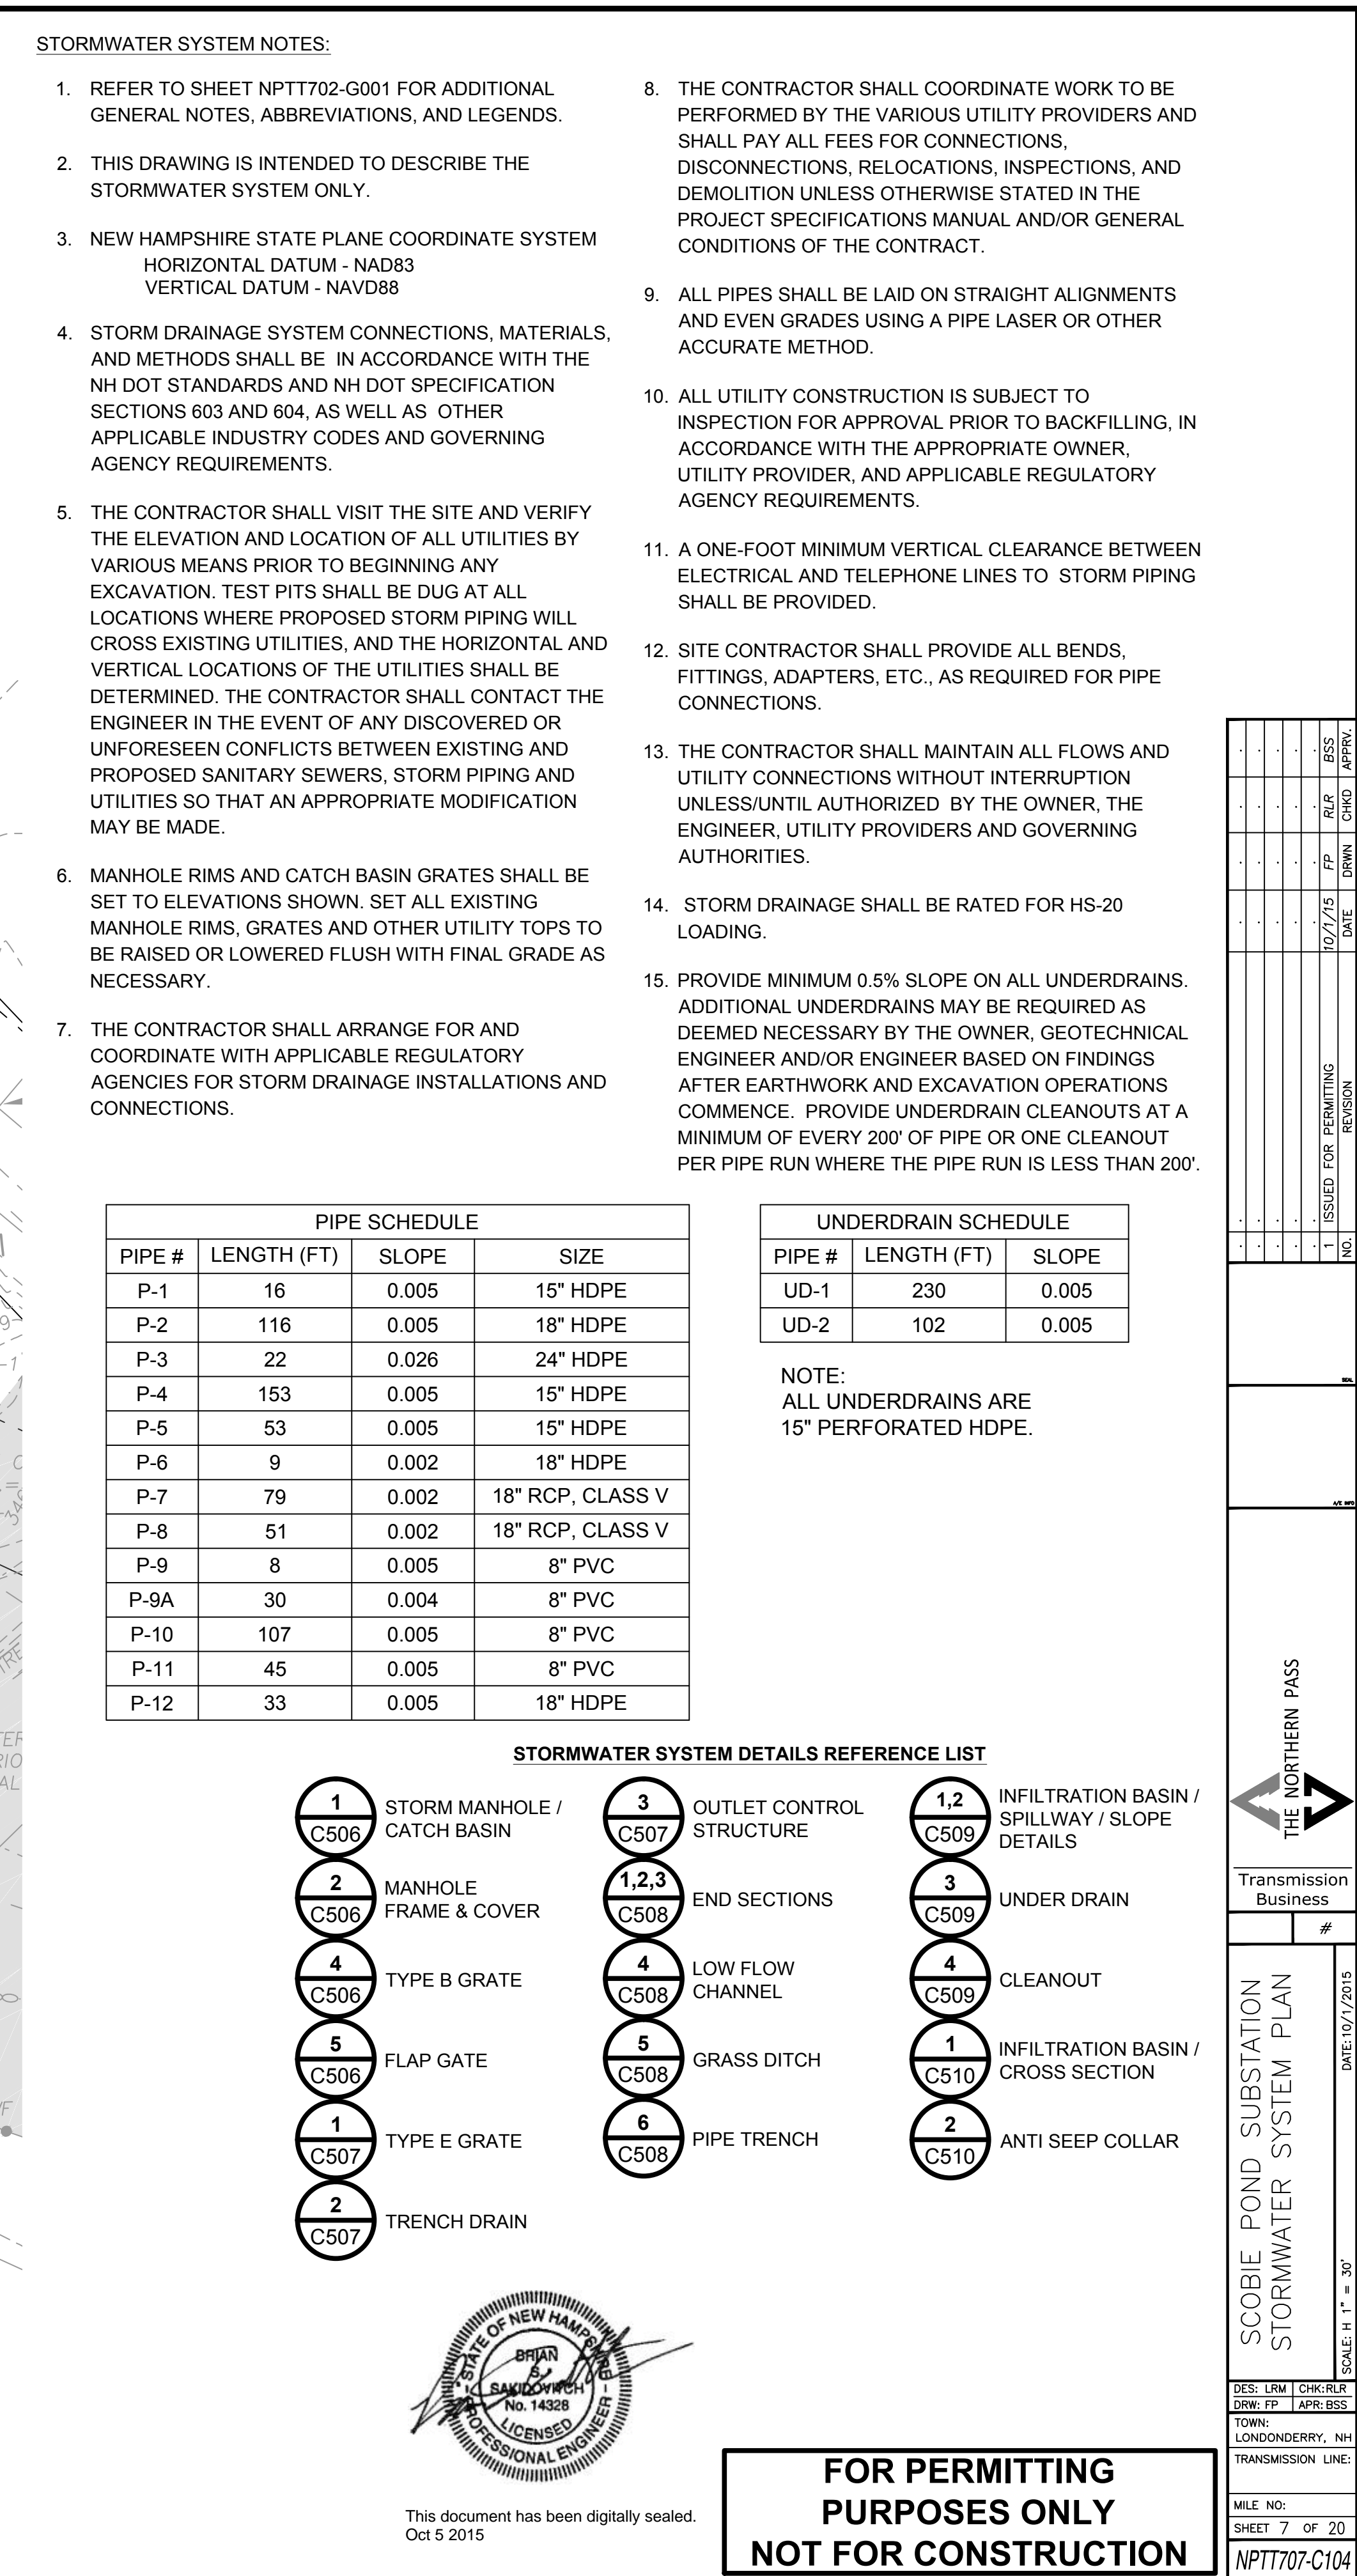 STORMWATER SYSTEM NOTES:
1. REFER TO SHEET NPTT702-G001 FOR ADDITIONAL
GENERAL NOTES, ABBREVIATIONS, AND LEGENDS.
2. THIS DRAWING IS INTENDED TO DESCRIBE THE
STORMWATER SYSTEM ONLY.
3. NEW HAMPSHIRE STATE PLANE COORDINATE SYSTEM
HORIZONTAL DATUM - NAD83
VERTICAL DATUM - NAVD88
4. STORM DRAINAGE SYSTEM CONNECTIONS, MATERIALS,
AND METHODS SHALL BE IN ACCORDANCE WITH THE
NH DOT STANDARDS AND NH DOT SPECIFICATION
SECTIONS 603 AND 604, AS WELL AS OTHER
APPLICABLE INDUSTRY CODES AND GOVERNING
AGENCY REQUIREMENTS.
5. THE CONTRACTOR SHALL VISIT THE SITE AND VERIFY
THE ELEVATION AND LOCATION OF ALL UTILITIES BY
VARIOUS MEANS PRIOR TO BEGINNING ANY
EXCAVATION. TEST PITS SHALL BE DUG AT ALL
LOCATIONS WHERE PROPOSED STORM PIPING WILL
CROSS EXISTING UTILITIES, AND THE HORIZONTAL AND
VERTICAL LOCATIONS OF THE UTILITIES SHALL BE
DETERMINED. THE CONTRACTOR SHALL CONTACT THE
ENGINEER IN THE EVENT OF ANY DISCOVERED OR
UNFORESEEN CONFLICTS BETWEEN EXISTING AND
PROPOSED SANITARY SEWERS, STORM PIPING AND
UTILITIES SO THAT AN APPROPRIATE MODIFICATION
MAY BE MADE.
6. MANHOLE RIMS AND CATCH BASIN GRATES SHALL BE
SET TO ELEVATIONS SHOWN. SET ALL EXISTING
MANHOLE RIMS, GRATES AND OTHER UTILITY TOPS TO
BE RAISED OR LOWERED FLUSH WITH FINAL GRADE AS
NECESSARY.
7. THE CONTRACTOR SHALL ARRANGE FOR AND
COORDINATE WITH APPLICABLE REGULATORY
AGENCIES FOR STORM DRAINAGE INSTALLATIONS AND
CONNECTIONS.
8. THE CONTRACTOR SHALL COORDINATE WORK TO BE
PERFORMED BY THE VARIOUS UTILITY PROVIDERS AND
SHALL PAY ALL FEES FOR CONNECTIONS,
DISCONNECTIONS, RELOCATIONS, INSPECTIONS, AND
DEMOLITION UNLESS OTHERWISE STATED IN THE
PROJECT SPECIFICATIONS MANUAL AND/OR GENERAL
CONDITIONS OF THE CONTRACT.
9. ALL PIPES SHALL BE LAID ON STRAIGHT ALIGNMENTS
AND EVEN GRADES USING A PIPE LASER OR OTHER
ACCURATE METHOD.
10. ALL UTILITY CONSTRUCTION IS SUBJECT TO
INSPECTION FOR APPROVAL PRIOR TO BACKFILLING, IN
ACCORDANCE WITH THE APPROPRIATE OWNER,
UTILITY PROVIDER, AND APPLICABLE REGULATORY
AGENCY REQUIREMENTS.
11. A ONE-FOOT MINIMUM VERTICAL CLEARANCE BETWEEN
ELECTRICAL AND TELEPHONE LINES TO STORM PIPING
SHALL BE PROVIDED.
12. SITE CONTRACTOR SHALL PROVIDE ALL BENDS,
FITTINGS, ADAPTERS, ETC., AS REQUIRED FOR PIPE
CONNECTIONS.
13. THE CONTRACTOR SHALL MAINTAIN ALL FLOWS AND
UTILITY CONNECTIONS WITHOUT INTERRUPTION
UNLESS/UNTIL AUTHORIZED BY THE OWNER, THE
ENGINEER, UTILITY PROVIDERS AND GOVERNING
AUTHORITIES.
14. STORM DRAINAGE SHALL BE RATED FOR HS-20
LOADING.
15. PROVIDE MINIMUM 0.5% SLOPE ON ALL UNDERDRAINS.
ADDITIONAL UNDERDRAINS MAY BE REQUIRED AS
DEEMED NECESSARY BY THE OWNER, GEOTECHNICAL
ENGINEER AND/OR ENGINEER BASED ON FINDINGS
AFTER EARTHWORK AND EXCAVATION OPERATIONS
COMMENCE. PROVIDE UNDERDRAIN CLEANOUTS AT A
MINIMUM OF EVERY 200' OF PIPE OR ONE CLEANOUT
PER PIPE RUN WHERE THE PIPE RUN IS LESS THAN 200'.
PIPE SCHEDULE
PIPE # LENGTH (FT) SLOPE SIZE
P-1 16 0.005 15" HDPE
P-2 116 0.005 18" HDPE
P-3 22 0.026 24" HDPE
P-4 153 0.005 15" HDPE
P-5 53 0.005 15" HDPE
P-6 9 0.002 18" HDPE
P-7 79 0.002 18" RCP, CLASS V
P-8 51 0.002 18" RCP, CLASS V
P-9 8 0.005 8" PVC
P-9A 30 0.004 8" PVC
P-10 107 0.005 8" PVC
P-11 45 0.005 8" PVC
P-12 33 0.005 18" HDPE
UNDERDRAIN SCHEDULE
PIPE # LENGTH (FT) SLOPE
UD-1 230 0.005
UD-2 102 0.005
NOTE:
ALL UNDERDRAINS ARE
15" PERFORATED HDPE.
STORMWATER SYSTEM DETAILS REFERENCE LIST
1 C506 STORM MANHOLE /
CATCH BASIN
2 C506 MANHOLE
FRAME & COVER
4 C506 TYPE B GRATE
5 C506 FLAP GATE
1 C507 TYPE E GRATE
2 C507 TRENCH DRAIN
3 C507 OUTLET CONTROL
STRUCTURE
1,2,3 C508 END SECTIONS
4 C508 LOW FLOW
CHANNEL
5 C508 GRASS DITCH
6 C508 PIPE TRENCH
1,2 C509 INFILTRATION BASIN /
SPILLWAY / SLOPE
DETAILS
3 C509 UNDER DRAIN
4 C509 CLEANOUT
1 C510 INFILTRATION BASIN /
CROSS SECTION
2 C510 ANTI SEEP COLLAR
STATE OF NEW HAMPSHIRE
BRIAN
S.
SAKIDOVITCH
No. 14328
LICENSED
PROFESSIONAL ENGINEER
This document has been digitally sealed.
Oct 5 2015
FOR PERMITTING
PURPOSES ONLY
NOT FOR CONSTRUCTION
1 ISSUED FOR PERMITTING 10/1/15 FP RLR BSS
NO. REVISION DATE DRWN CHKD APPRV.
SEAL
A/E INFO
THE NORTHERN PASS
Transmission
Business
#
SCOBIE POND SUBSTATION
STORMWATER SYSTEM PLAN
SCALE: H 1" = 30' DATE:10/1/2015
DES: LRM CHK:RLR
DRW: FP APR: BSS
TOWN:
LONDONDERRY, NH
TRANSMISSION LINE:
MILE NO:
SHEET 7 OF 20
NPTT707-C104